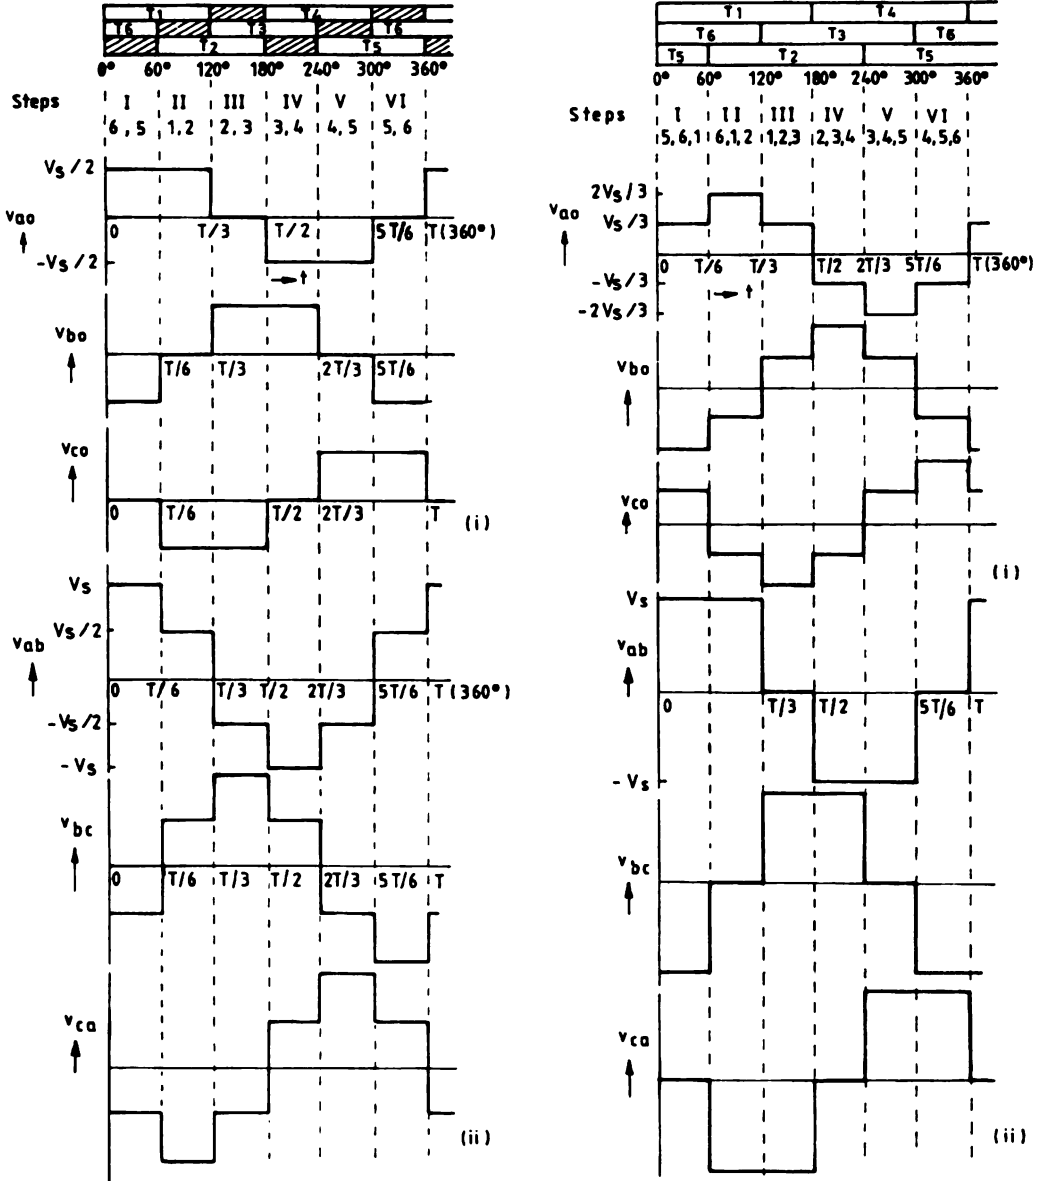 T1 T4
T6 T3 T6
T2 T5
0° 60° 120° 180° 240° 300° 360°
Steps I II III IV V VI
6,5 1,2 2,3 3,4 4,5 5,6
Vs/2
vao
0 T/3 T/2 5T/6 T(360°)
-Vs/2
t
vbo
T/6 T/3 2T/3 5T/6
vco
0 T/6 T/2 2T/3 T
(i)
Vs
Vs/2
vab
0 T/6 T/3 T/2 2T/3 5T/6 T(360°)
-Vs/2
-Vs
vbc
0 T/6 T/3 T/2 2T/3 5T/6 T
vca
(ii)
T1 T4
T6 T3 T6
T5 T2 T5
0° 60° 120° 180° 240° 300° 360°
Steps I II III IV V VI
5,6,1 6,1,2 1,2,3 2,3,4 3,4,5 4,5,6
2Vs/3
vao
Vs/3
0 T/6 T/3 T/2 2T/3 5T/6 T(360°)
-Vs/3
t
-2Vs/3
vbo
vco
(i)
Vs
vab
0 T/3 T/2 5T/6 T
-Vs
vbc
vca
(ii)